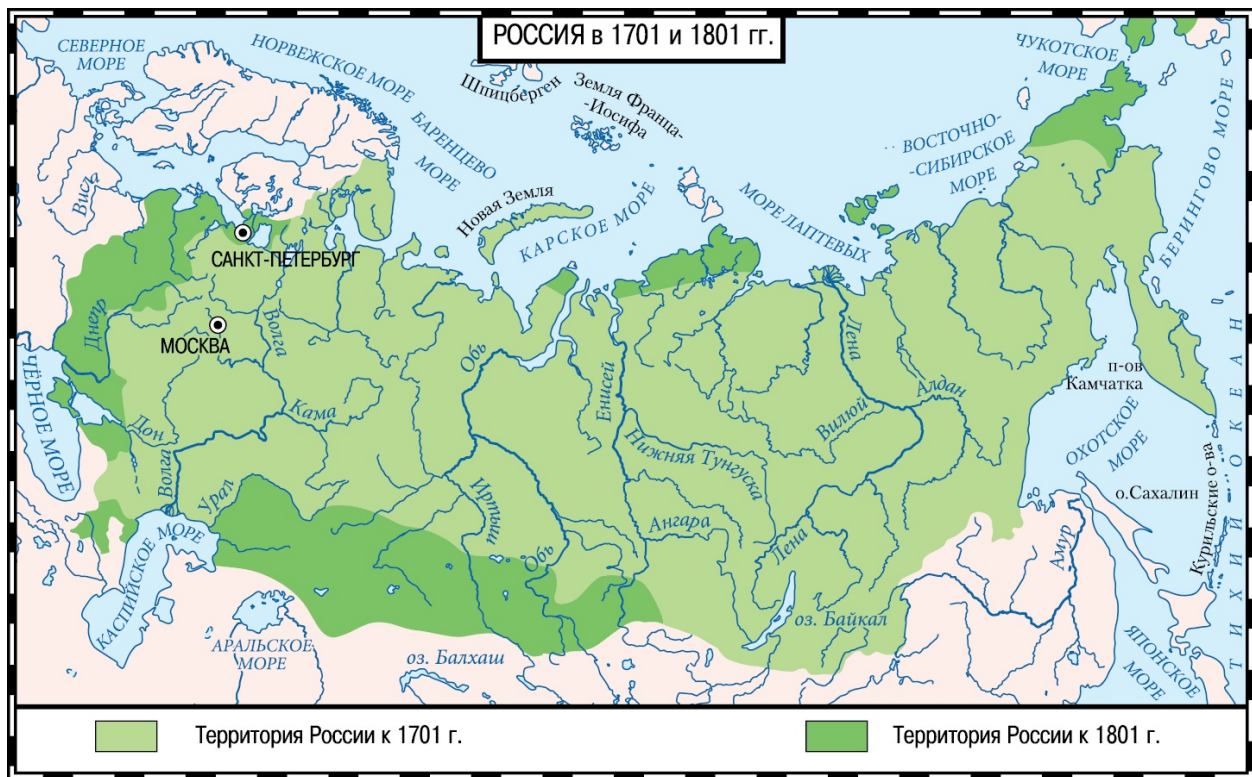 РОССИЯ в 1701 и 1801 гг.
СЕВЕРНОЕ
МОРЕ
НОРВЕЖСКОЕ МОРЕ
Шпицберген
Земля Франца-
-Иосифа
ЧУКОТСКОЕ
МОРЕ
БАРЕНЦЕВО
МОРЕ
ВОСТОЧНО-
-СИБИРСКОЕ
МОРЕ
БЕРИНГОВО МОРЕ
Висла
Новая Земля
КАРСКОЕ МОРЕ
МОРЕ ЛАПТЕВЫХ
САНКТ-ПЕТЕРБУРГ
Днепр
МОСКВА
Волга
Обь
Енисей
Лена
п-ов
Камчатка
ЧЁРНОЕ МОРЕ
Дон
Кама
Вилюй
Алдан
Нижняя Тунгуска
ОХОТСКОЕ
МОРЕ
ТИХИЙ ОКЕАН
Волга
Урал
Иртыш
Ангара
Лена
о.Сахалин
Курильские о-ва
Обь
Амур
КАСПИЙСКОЕ МОРЕ
АРАЛЬСКОЕ
МОРЕ
оз. Балхаш
оз. Байкал
ЯПОНСКОЕ
МОРЕ
Территория России к 1701 г.
Территория России к 1801 г.